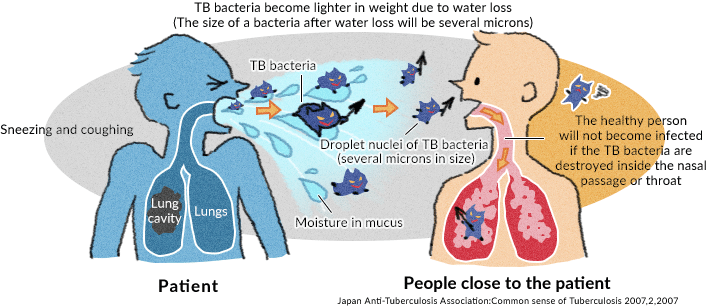 TB bacteria become lighter in weight due to water loss
(The size of a bacteria after water loss will be several microns)
TB bacteria
Sneezing and coughing
Droplet nuclei of TB bacteria
(several microns in size)
The healthy person
will not become infected
if the TB bacteria are
destroyed inside the nasal
passage or throat
Lung
cavity
Lungs
Moisture in mucus
Patient
People close to the patient
Japan Anti-Tuberculosis Association:Common sense of Tuberculosis 2007,2,2007